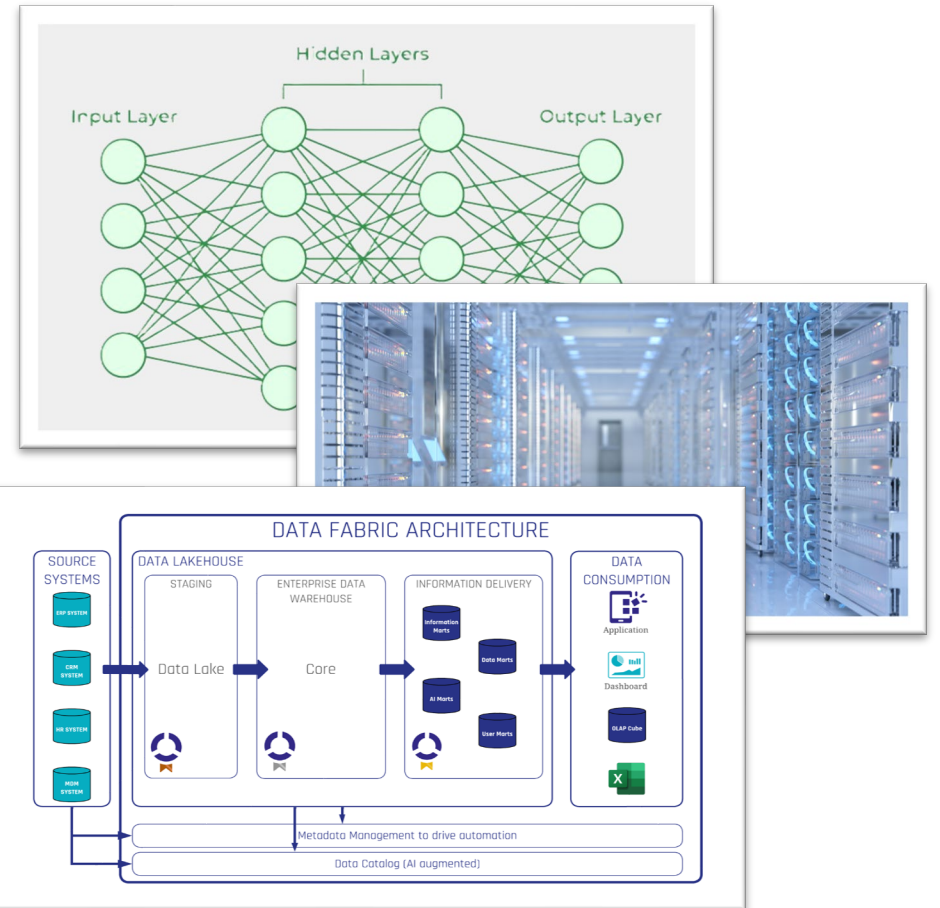 Hidden Layers
Input Layer
Output Layer
DATA FABRIC ARCHITECTURE
SOURCE
SYSTEMS
ERP SYSTEM
CRM
SYSTEM
HR SYSTEM
MDM
SYSTEM
DATA LAKEHOUSE
STAGING
Data Lake
ENTERPRISE DATA
WAREHOUSE
Core
INFORMATION DELIVERY
Information
Marts
Data Marts
AI Marts
User Marts
DATA
CONSUMPTION
Application
Dashboard
OLAP Cube
X
Metadata Management to drive automation
Data Catalog (AI augmented)